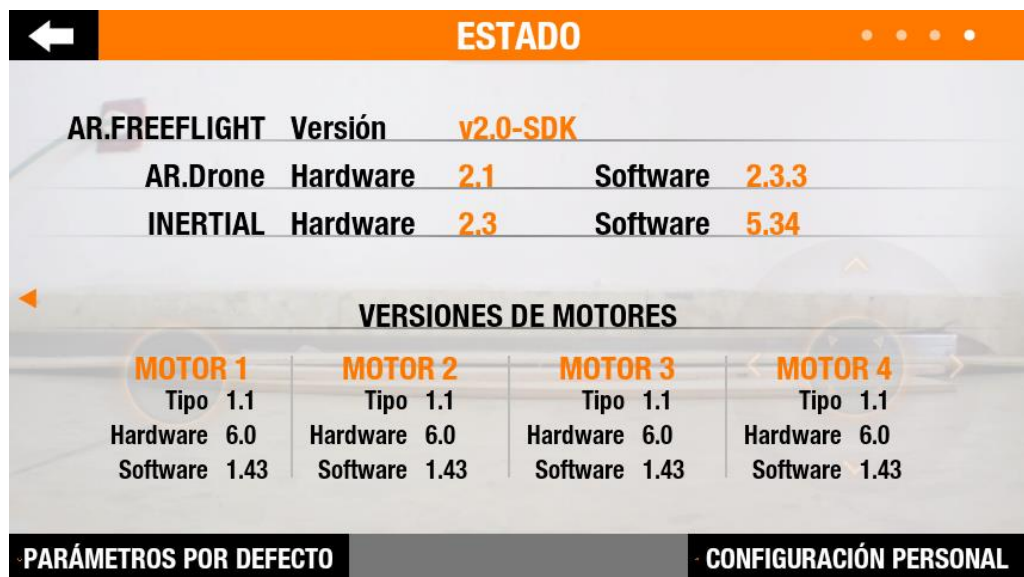 ESTADO
AR.FREEFLIGHT Versión v2.0-SDK
AR.Drone Hardware 2.1 Software 2.3.3
INERTIAL Hardware 2.3 Software 5.34
VERSIONES DE MOTORES
MOTOR 1 MOTOR 2 MOTOR 3 MOTOR 4
Tipo 1.1 Tipo 1.1 Tipo 1.1 Tipo 1.1
Hardware 6.0 Hardware 6.0 Hardware 6.0 Hardware 6.0
Software 1.43 Software 1.43 Software 1.43 Software 1.43
PARÁMETROS POR DEFECTO CONFIGURACIÓN PERSONAL